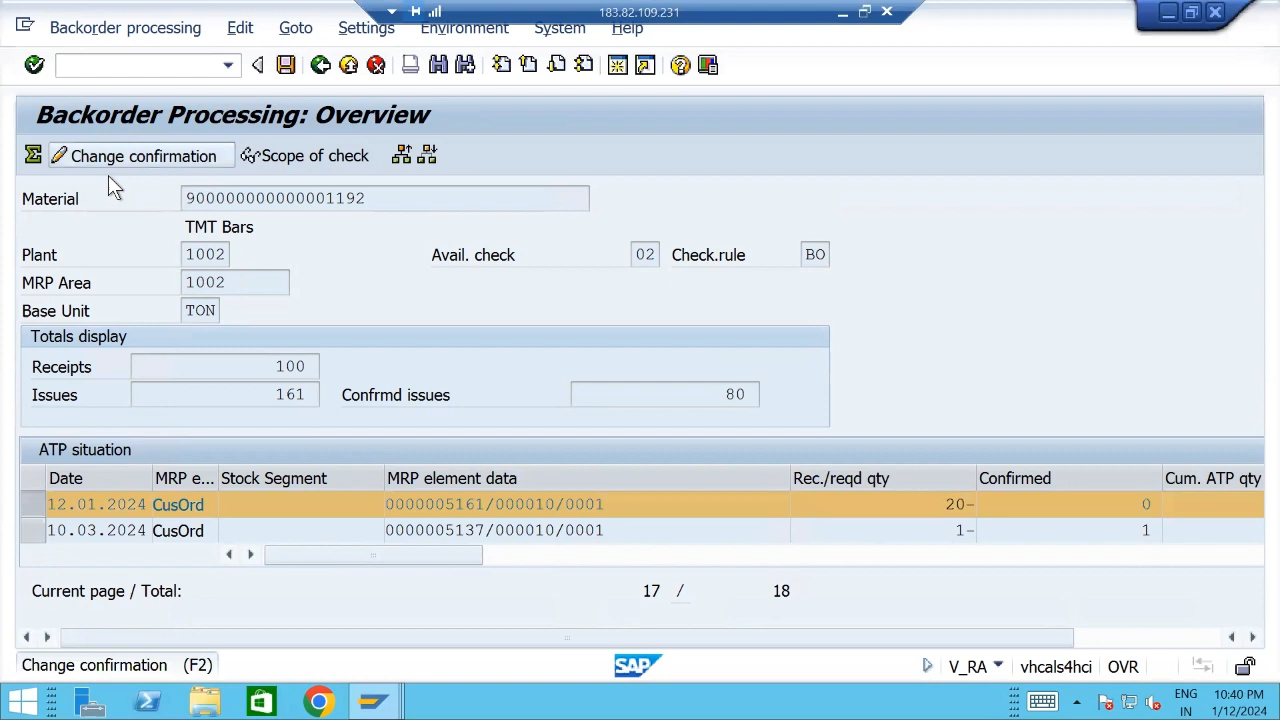 183.82.109.231
Backorder processing Edit Goto Settings Environment System Help
Backorder Processing: Overview
Change confirmation Scope of check
Material 900000000000001192
TMT Bars
Plant 1002 Avail. check 02 Check.rule BO
MRP Area 1002
Base Unit TON
Totals display
Receipts 100
Issues 161 Confrmd issues 80
ATP situation
Date MRP e... Stock Segment MRP element data Rec./reqd qty Confirmed Cum. ATP qty
12.01.2024 CusOrd 0000005161/000010/0001 20- 0
10.03.2024 CusOrd 0000005137/000010/0001 1- 1
Current page / Total: 17 / 18
Change confirmation (F2) SAP V_RA vhcals4hci OVR
ENG 10:40 PM
IN 1/12/2024